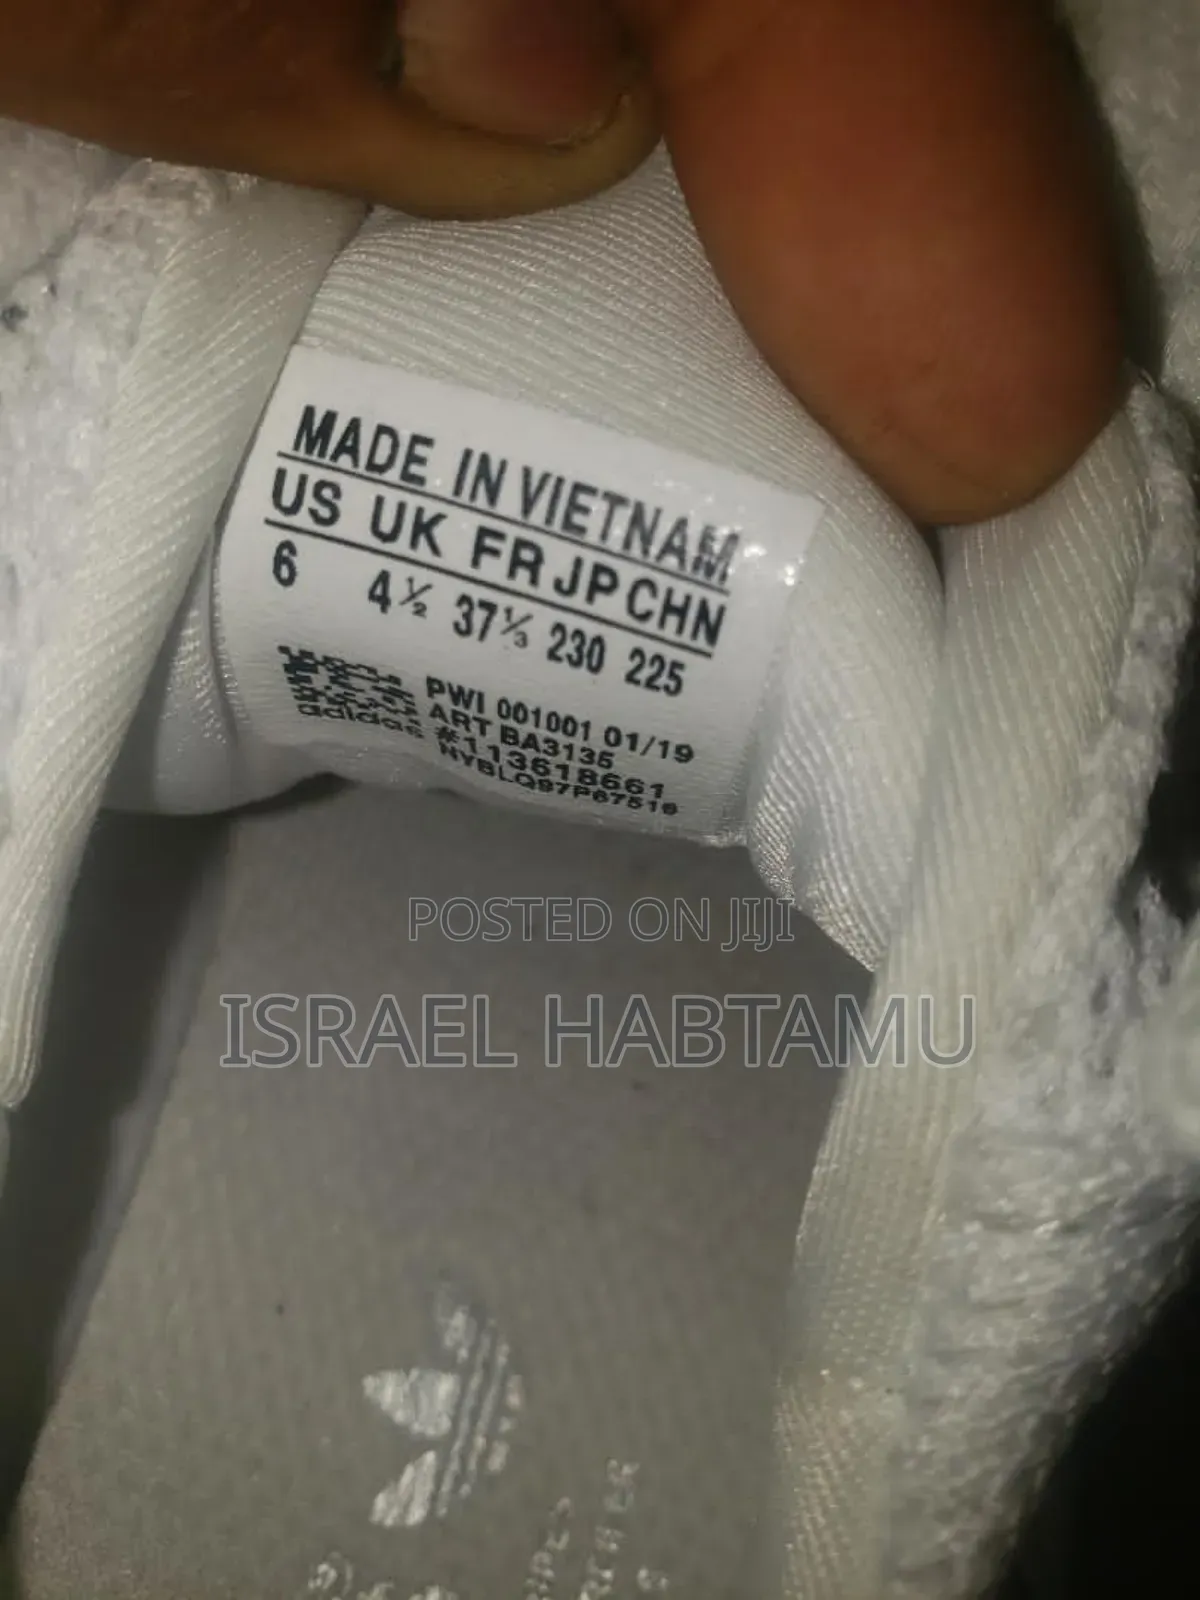 MADE IN VIETNAM
US UK FR JP CHN
6 4½ 37⅓ 230 225
PWI 001001 01/19
ART BA3135
adidas #113618661
NYBLQ97P67516
POSTED ON JIJI
ISRAEL HABTAMU